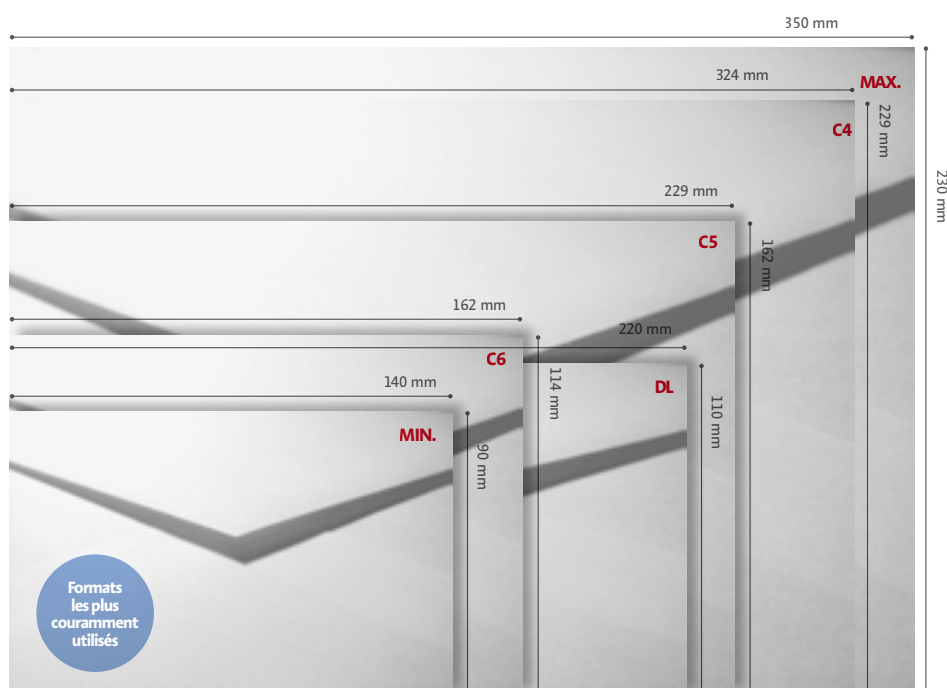 350 mm
324 mm
MAX.
C4
229 mm
230 mm
229 mm
C5
162 mm
162 mm
220 mm
C6
114 mm
DL
110 mm
140 mm
MIN.
90 mm
Formats
les plus
couramment
utilisés